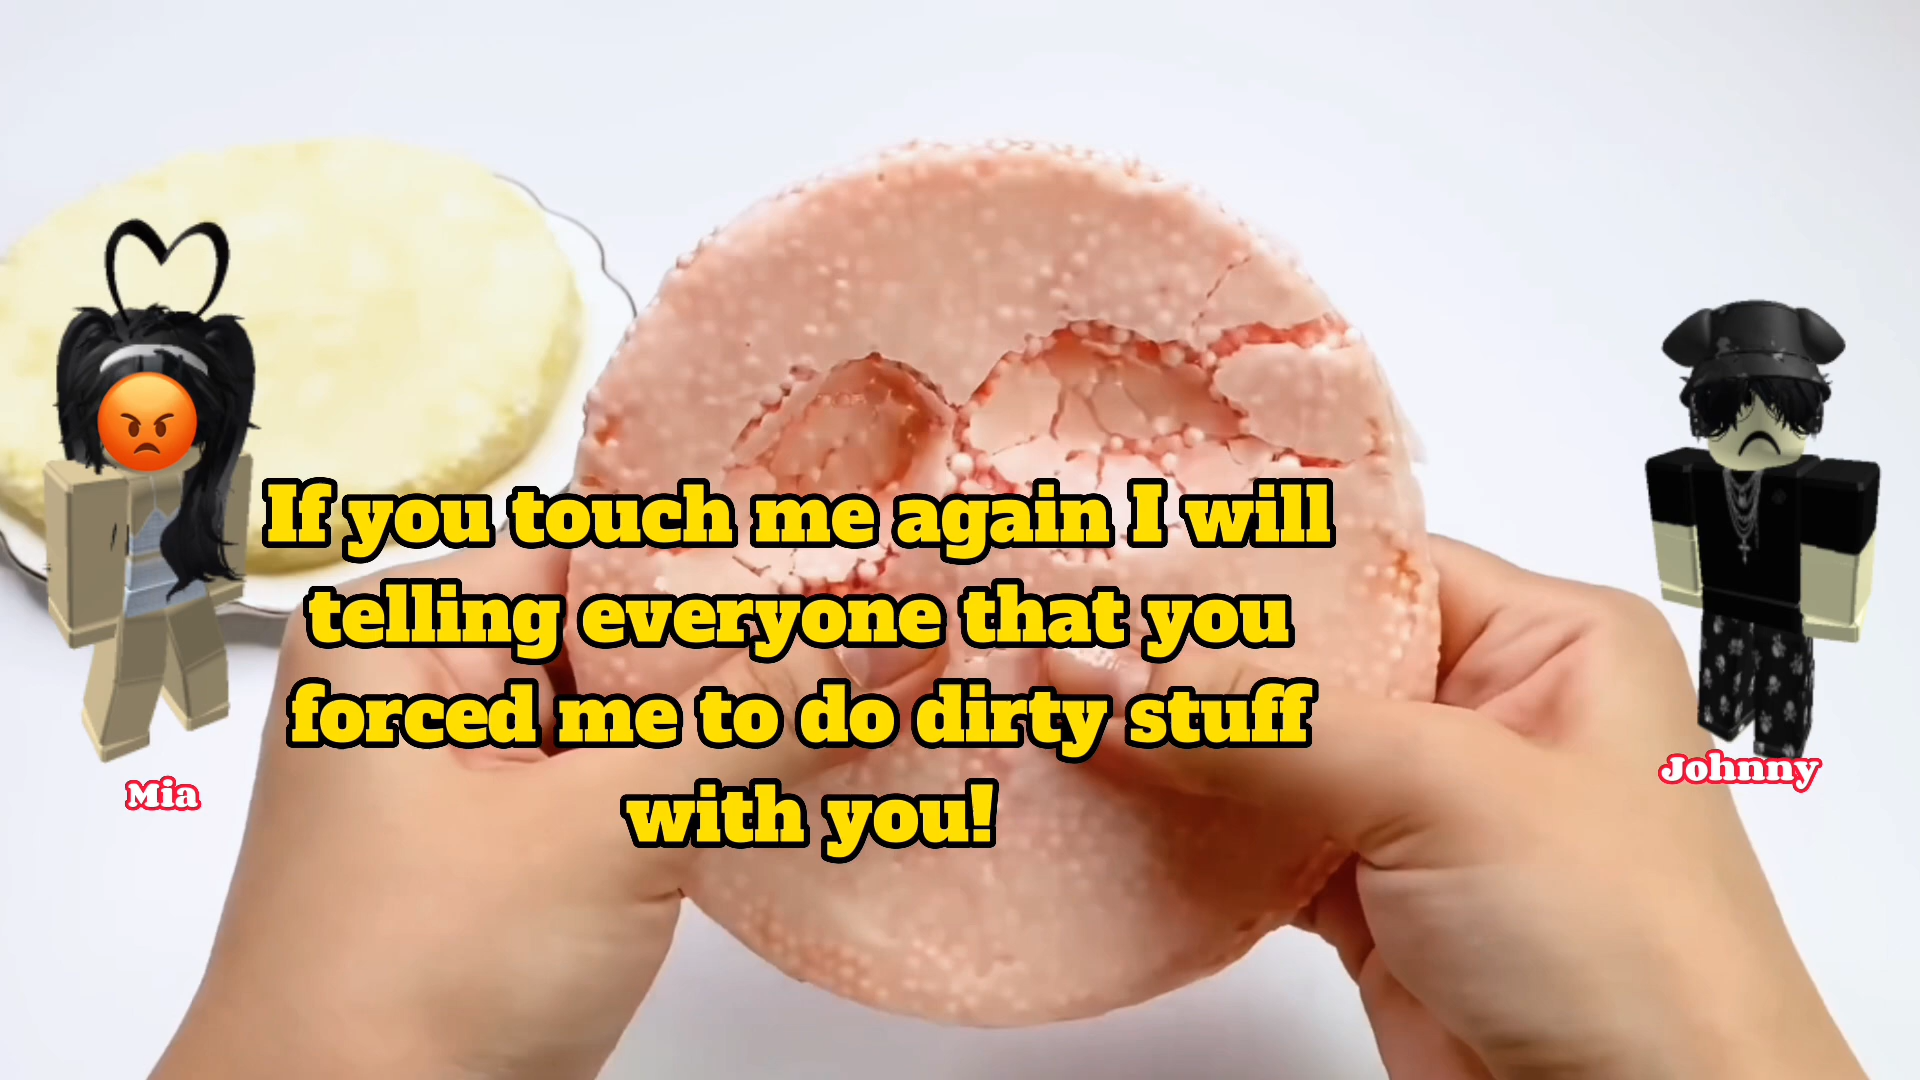 If you touch me again I will
telling everyone that you
forced me to do dirty stuff
with you!
Mia
Johnny